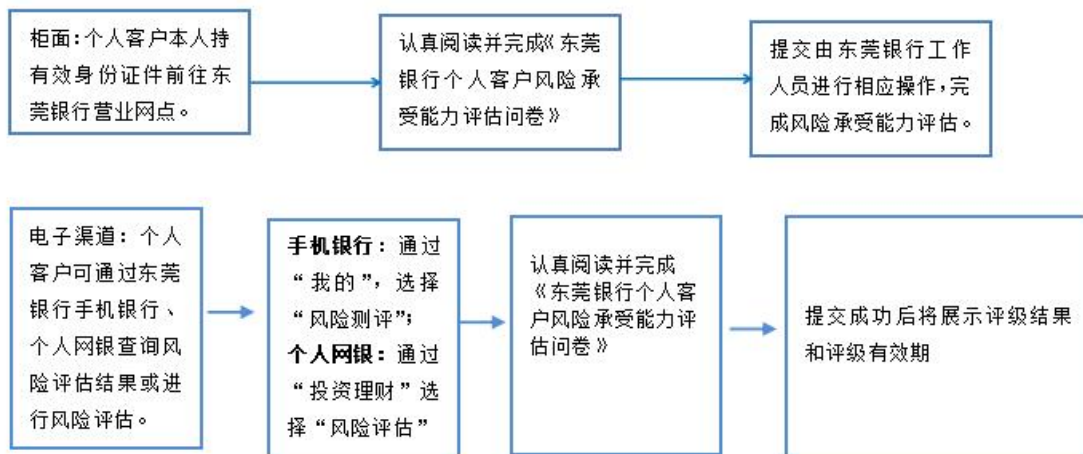 柜面：个人客户本人持
有效身份证件前往东
莞银行营业网点。
认真阅读并完成《东莞
银行个人客户风险承
受能力评估问卷》
提交由东莞银行工作
人员进行相应操作，完
成风险承受能力评估。
电子渠道：个人
客户可通过东莞
银行手机银行、
个人网银查询风
险评估结果或进
行风险评估。
手机银行：通过
“我的”，选择
“风险测评”；
个人网银：通过
“投资理财”选
择“风险评估”
认真阅读并完成
《东莞银行个人客
户风险承受能力评
估问卷》
提交成功后将展示评级结果
和评级有效期